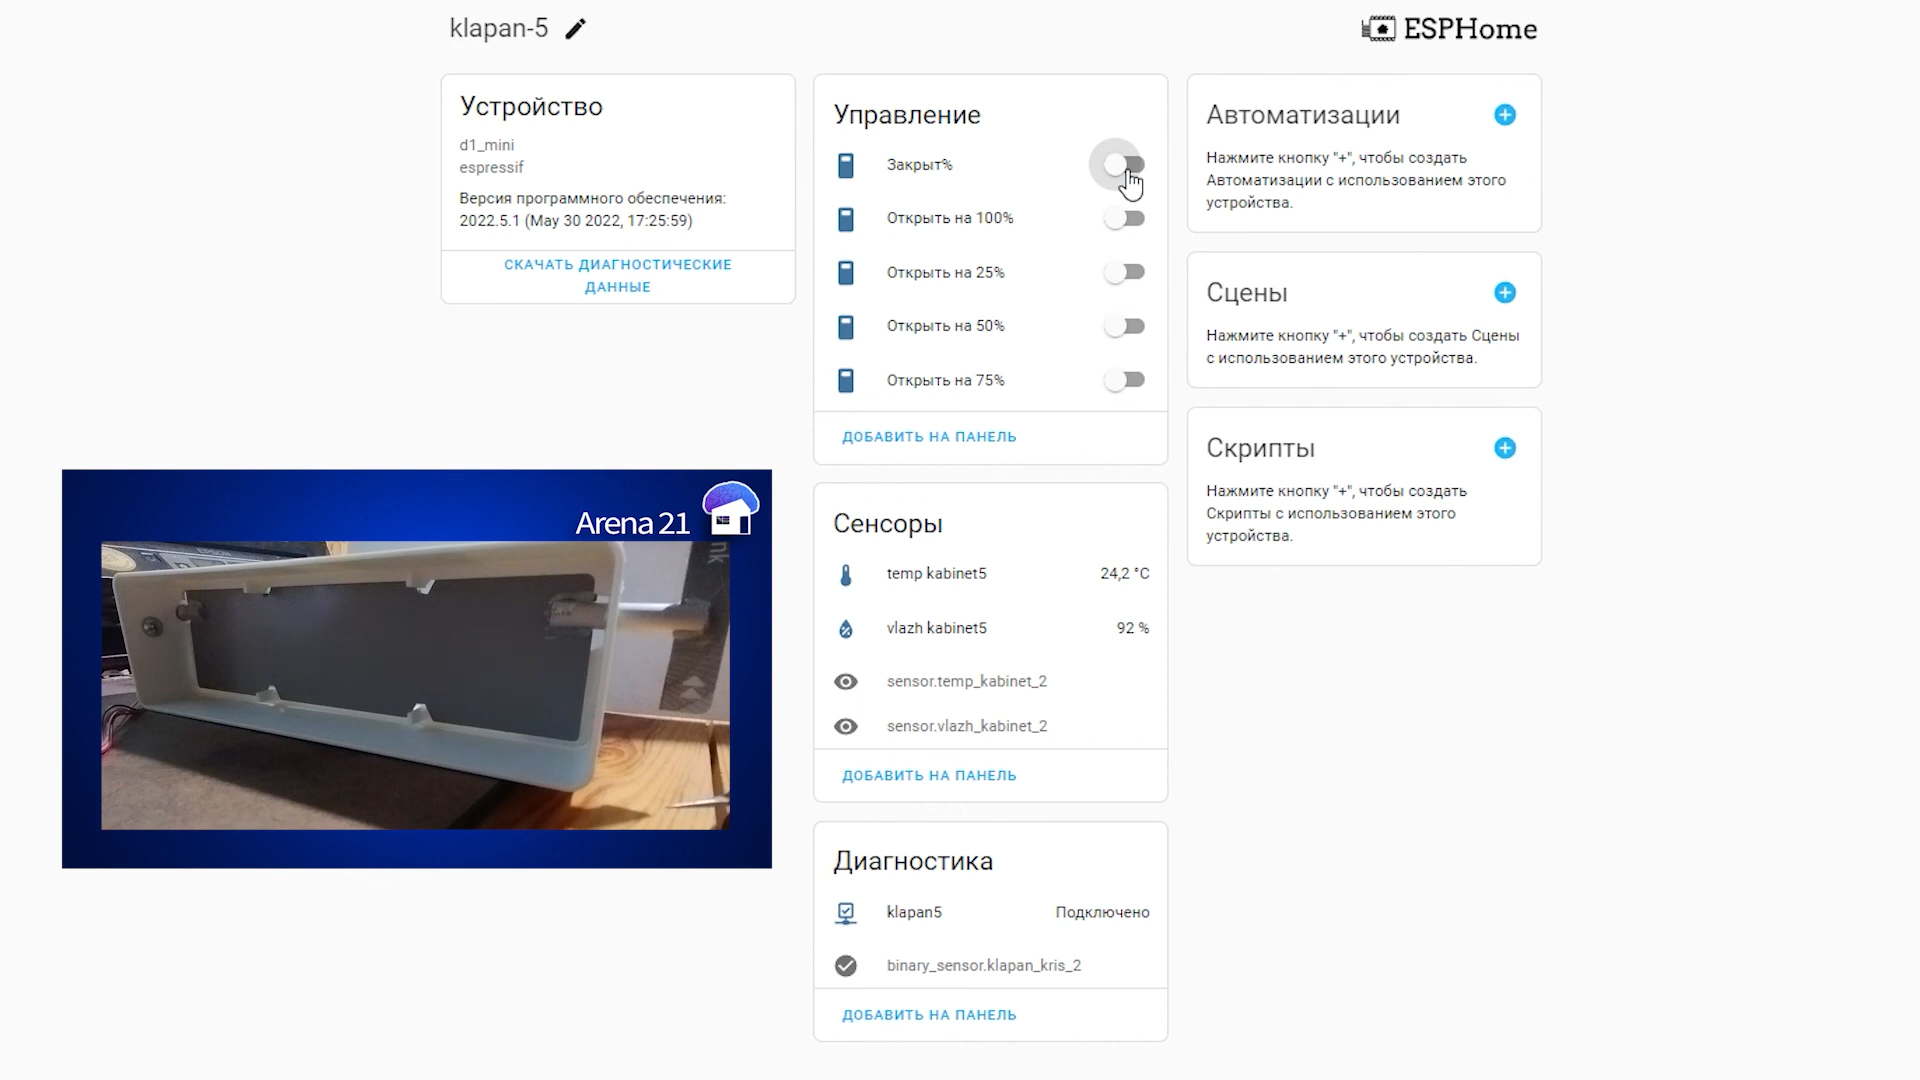 klapan-5
ESPHome
Устройство
d1_mini
espressif
Версия программного обеспечения:
2022.5.1 (May 30 2022, 17:25:59)
СКАЧАТЬ ДИАГНОСТИЧЕСКИЕ
ДАННЫЕ
Управление
Закрыт%
Открыть на 100%
Открыть на 25%
Открыть на 50%
Открыть на 75%
ДОБАВИТЬ НА ПАНЕЛЬ
Сенсоры
temp kabinet5 24,2 °C
vlazh kabinet5 92 %
sensor.temp_kabinet_2
sensor.vlazh_kabinet_2
ДОБАВИТЬ НА ПАНЕЛЬ
Диагностика
klapan5 Подключено
binary_sensor.klapan_kris_2
ДОБАВИТЬ НА ПАНЕЛЬ
Автоматизации
Нажмите кнопку "+", чтобы создать
Автоматизации с использованием этого
устройства.
Сцены
Нажмите кнопку "+", чтобы создать Сцены
с использованием этого устройства.
Скрипты
Нажмите кнопку "+", чтобы создать
Скрипты с использованием этого
устройства.
Arena 21